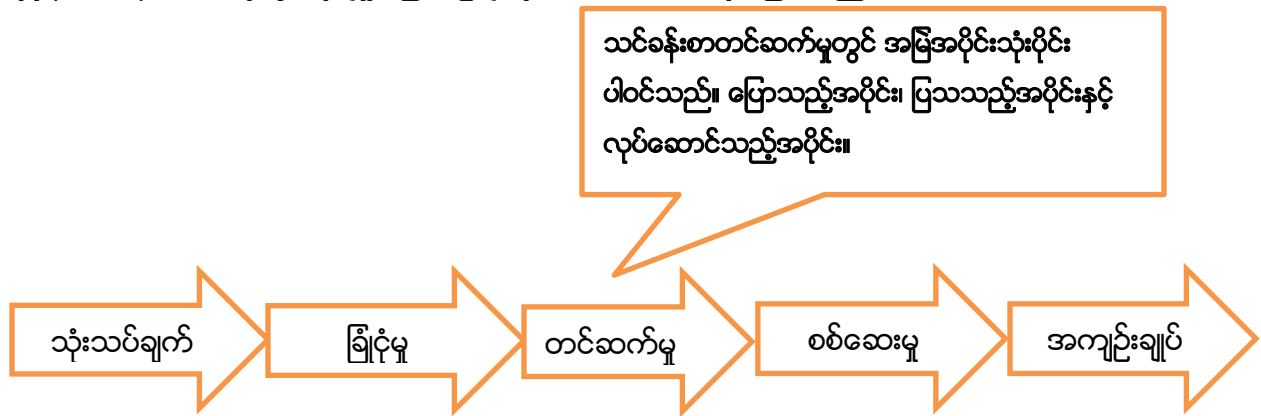 သင်ခန်းစာတင်ဆက်မှုတွင် အမြဲအပိုင်းသုံးပိုင်း
ပါဝင်သည်။ ပြောသည့်အပိုင်း၊ ပြသသည့်အပိုင်းနှင့်
လုပ်ဆောင်သည့်အပိုင်း။
သုံးသပ်ချက်
ခြုံငုံမှု
တင်ဆက်မှု
စစ်ဆေးမှု
အကျဉ်းချုပ်